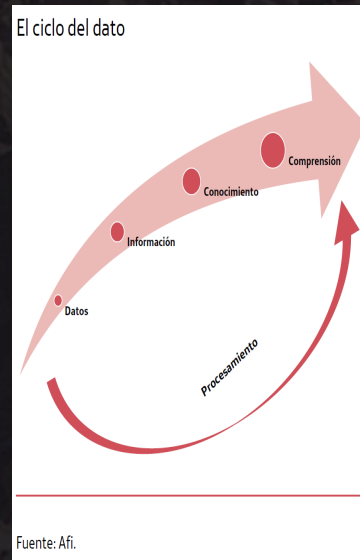 El ciclo del dato
Comprensión
Conocimiento
Información
Datos
Procesamiento
Fuente: Afi.